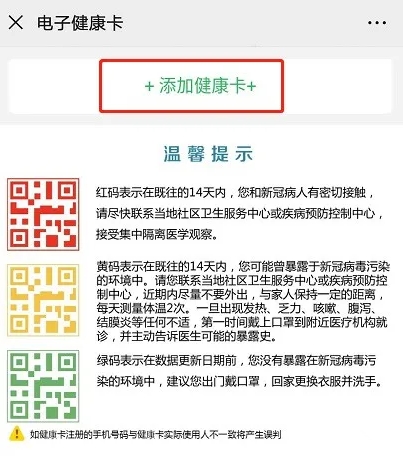 电子健康卡
+ 添加健康卡+
温馨提示
红码表示在既往的14天内，您和新冠病人有密切接触，
请尽快联系当地社区卫生服务中心或疾病预防控制中心，
接受集中隔离医学观察。
黄码表示在既往的14天内，您可能曾暴露于新冠病毒污染
的环境中。请您联系当地社区卫生服务中心或疾病预防控
制中心，近期内尽量不要外出，与家人保持一定的距离，
每天测量体温2次。一旦出现发热、乏力、咳嗽、腹泻、
结膜炎等任何不适，第一时间戴上口罩到附近医疗机构就
诊，并主动告诉医生可能的暴露史。
绿码表示在数据更新日期前，您没有暴露在新冠病毒污
染的环境中，建议您出门戴口罩，回家更换衣服并洗手。
如健康卡注册的手机号码与健康卡实际使用人不一致将产生误判